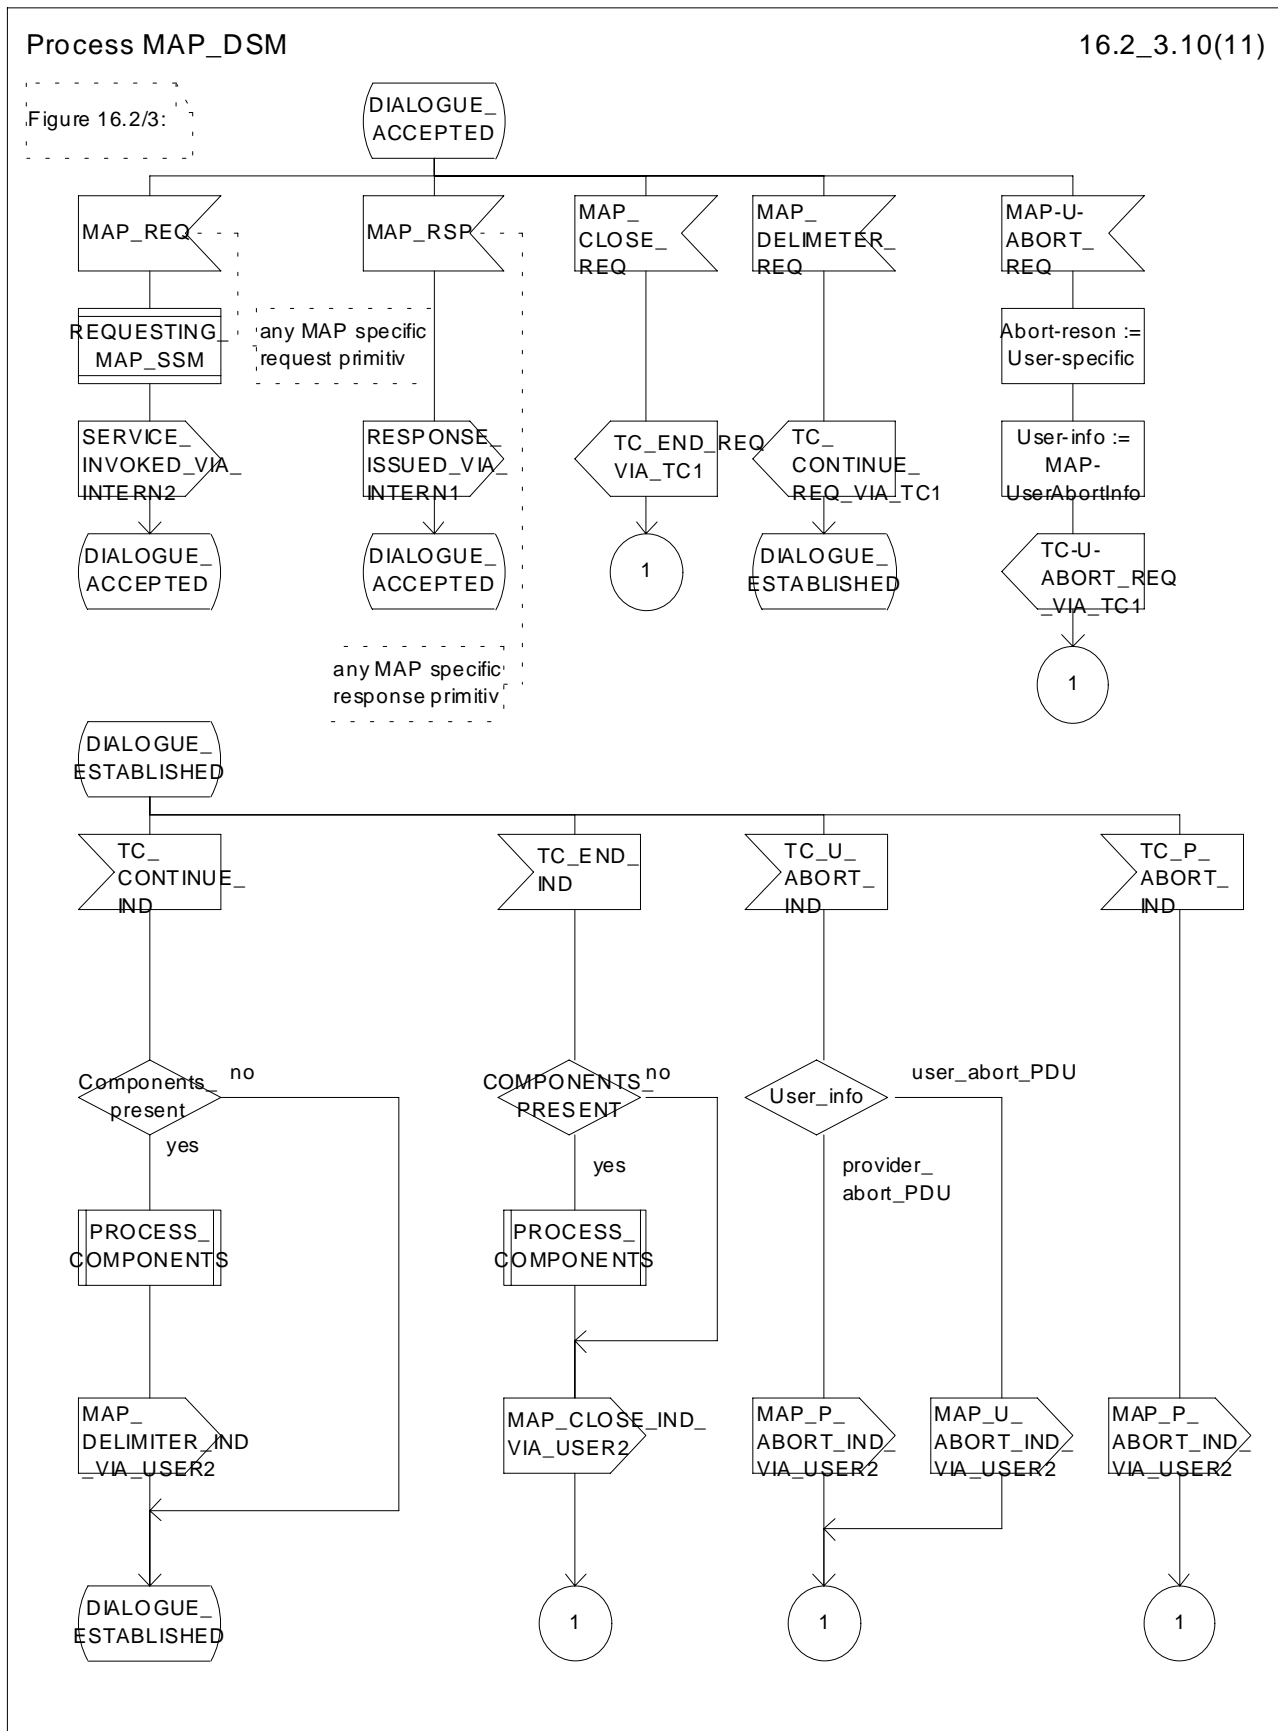 Process MAP_DSM
16.2_3.10(11)
Figure 16.2/3:
DIALOGUE_
ACCEPTED
MAP_REQ
MAP_RSP
MAP_
CLOSE_
REQ
MAP_
DELIMETER_
REQ
MAP-U-
ABORT_
REQ
REQUESTING_
MAP_SSM
any MAP specific
request primitiv
Abort-reson :=
User-specific
SERVICE_
INVOKED_VIA_
INTERN2
RESPONSE_
ISSUED_VIA_
INTERN1
TC_END_REQ
VIA_TC1
TC_
CONTINUE_
REQ_VIA_TC1
User-info :=
MAP-
UserAbortInfo
DIALOGUE_
ACCEPTED
DIALOGUE_
ACCEPTED
1
DIALOGUE_
ESTABLISHED
TC-U-
ABORT_REQ
_VIA_TC1
any MAP specific
response primitiv
1
DIALOGUE_
ESTABLISHED
TC_
CONTINUE_
IND
TC_END_
IND
TC_U_
ABORT_
IND
TC_P_
ABORT_
IND
Components_
present
no
yes
COMPONENTS_
PRESENT
no
yes
User_info
user_abort_PDU
provider_
abort_PDU
PROCESS_
COMPONENTS
PROCESS_
COMPONENTS
MAP_
DELIMITER_IND
_VIA_USER2
MAP_CLOSE_IND_
VIA_USER2
MAP_P_
ABORT_IND_
VIA_USER2
MAP_U_
ABORT_IND_
VIA_USER2
MAP_P_
ABORT_IND_
VIA_USER2
DIALOGUE_
ESTABLISHED
1
1
1